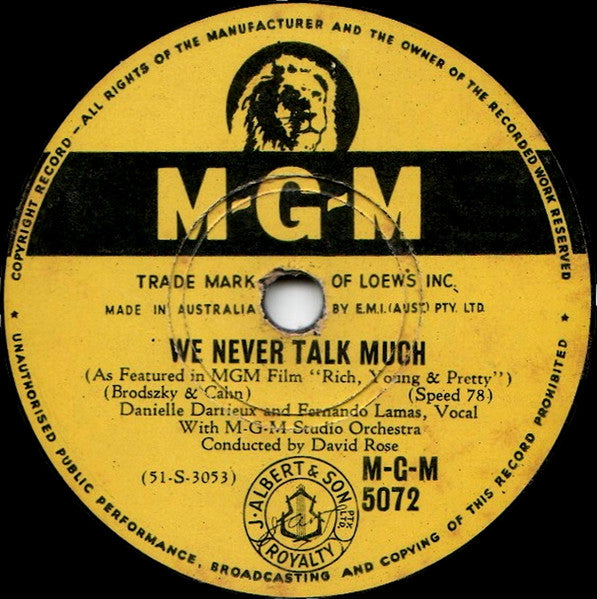 COPYRIGHT RECORD – ALL RIGHTS OF THE MANUFACTURER AND THE OWNER OF THE RECORDED WORK RESERVED
M-G-M
TRADE MARK OF LOEWS INC.
MADE IN AUSTRALIA BY E.M.I. (AUST.) PTY. LTD.
WE NEVER TALK MUCH
(As Featured in MGM Film "Rich, Young & Pretty")
(Brodszky & Cahn) (Speed 78)
Danielle Darrieux and Fernando Lamas, Vocal
With M-G-M Studio Orchestra
Conducted by David Rose
(51-S-3053)
M-G-M
5072
J. ALBERT & SON PTY. LTD.
ROYALTY
UNAUTHORISED PUBLIC PERFORMANCE, BROADCASTING AND COPYING OF THIS RECORD PROHIBITED